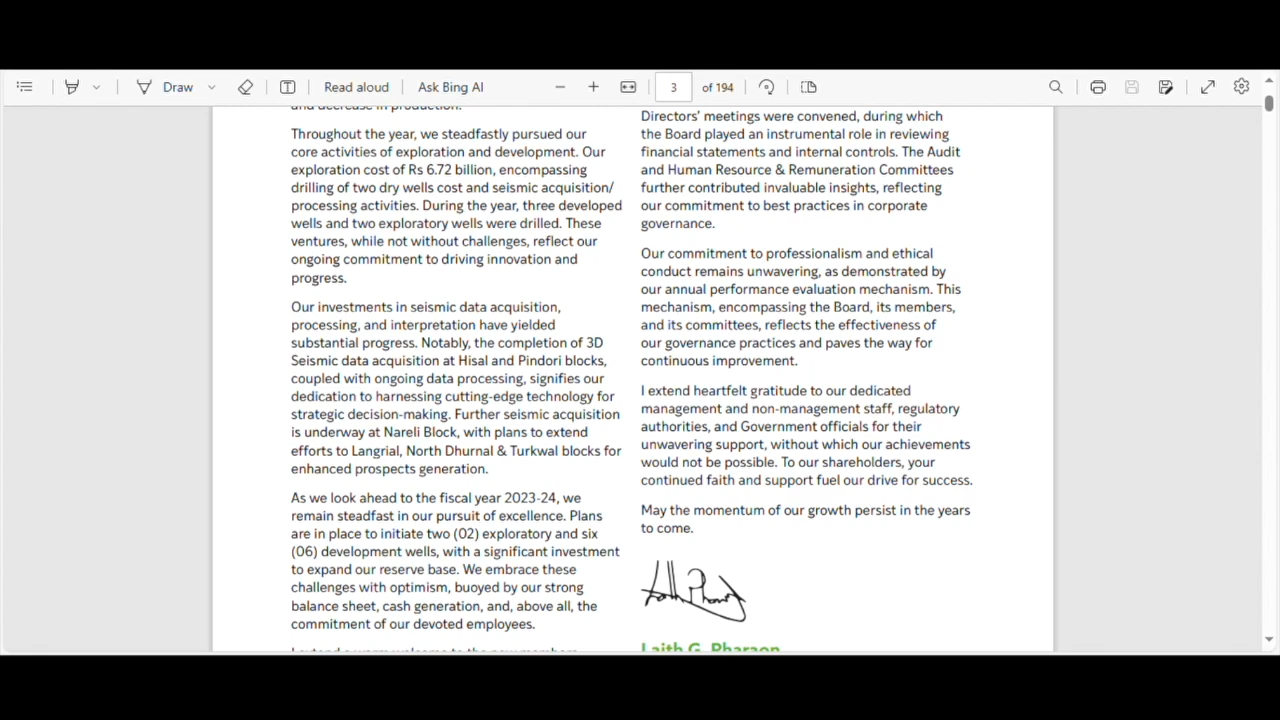 Draw
Read aloud
Ask Bing AI
3
of 194
and decrease in production.
Throughout the year, we steadfastly pursued our
core activities of exploration and development. Our
exploration cost of Rs 6.72 billion, encompassing
drilling of two dry wells cost and seismic acquisition/
processing activities. During the year, three developed
wells and two exploratory wells were drilled. These
ventures, while not without challenges, reflect our
ongoing commitment to driving innovation and
progress.
Our investments in seismic data acquisition,
processing, and interpretation have yielded
substantial progress. Notably, the completion of 3D
Seismic data acquisition at Hisal and Pindori blocks,
coupled with ongoing data processing, signifies our
dedication to harnessing cutting-edge technology for
strategic decision-making. Further seismic acquisition
is underway at Nareli Block, with plans to extend
efforts to Langrial, North Dhurnal & Turkwal blocks for
enhanced prospects generation.
As we look ahead to the fiscal year 2023-24, we
remain steadfast in our pursuit of excellence. Plans
are in place to initiate two (02) exploratory and six
(06) development wells, with a significant investment
to expand our reserve base. We embrace these
challenges with optimism, buoyed by our strong
balance sheet, cash generation, and, above all, the
commitment of our devoted employees.
I extend a warm welcome to the new members
Directors' meetings were convened, during which
the Board played an instrumental role in reviewing
financial statements and internal controls. The Audit
and Human Resource & Remuneration Committees
further contributed invaluable insights, reflecting
our commitment to best practices in corporate
governance.
Our commitment to professionalism and ethical
conduct remains unwavering, as demonstrated by
our annual performance evaluation mechanism. This
mechanism, encompassing the Board, its members,
and its committees, reflects the effectiveness of
our governance practices and paves the way for
continuous improvement.
I extend heartfelt gratitude to our dedicated
management and non-management staff, regulatory
authorities, and Government officials for their
unwavering support, without which our achievements
would not be possible. To our shareholders, your
continued faith and support fuel our drive for success.
May the momentum of our growth persist in the years
to come.
Laith G. Pharaon